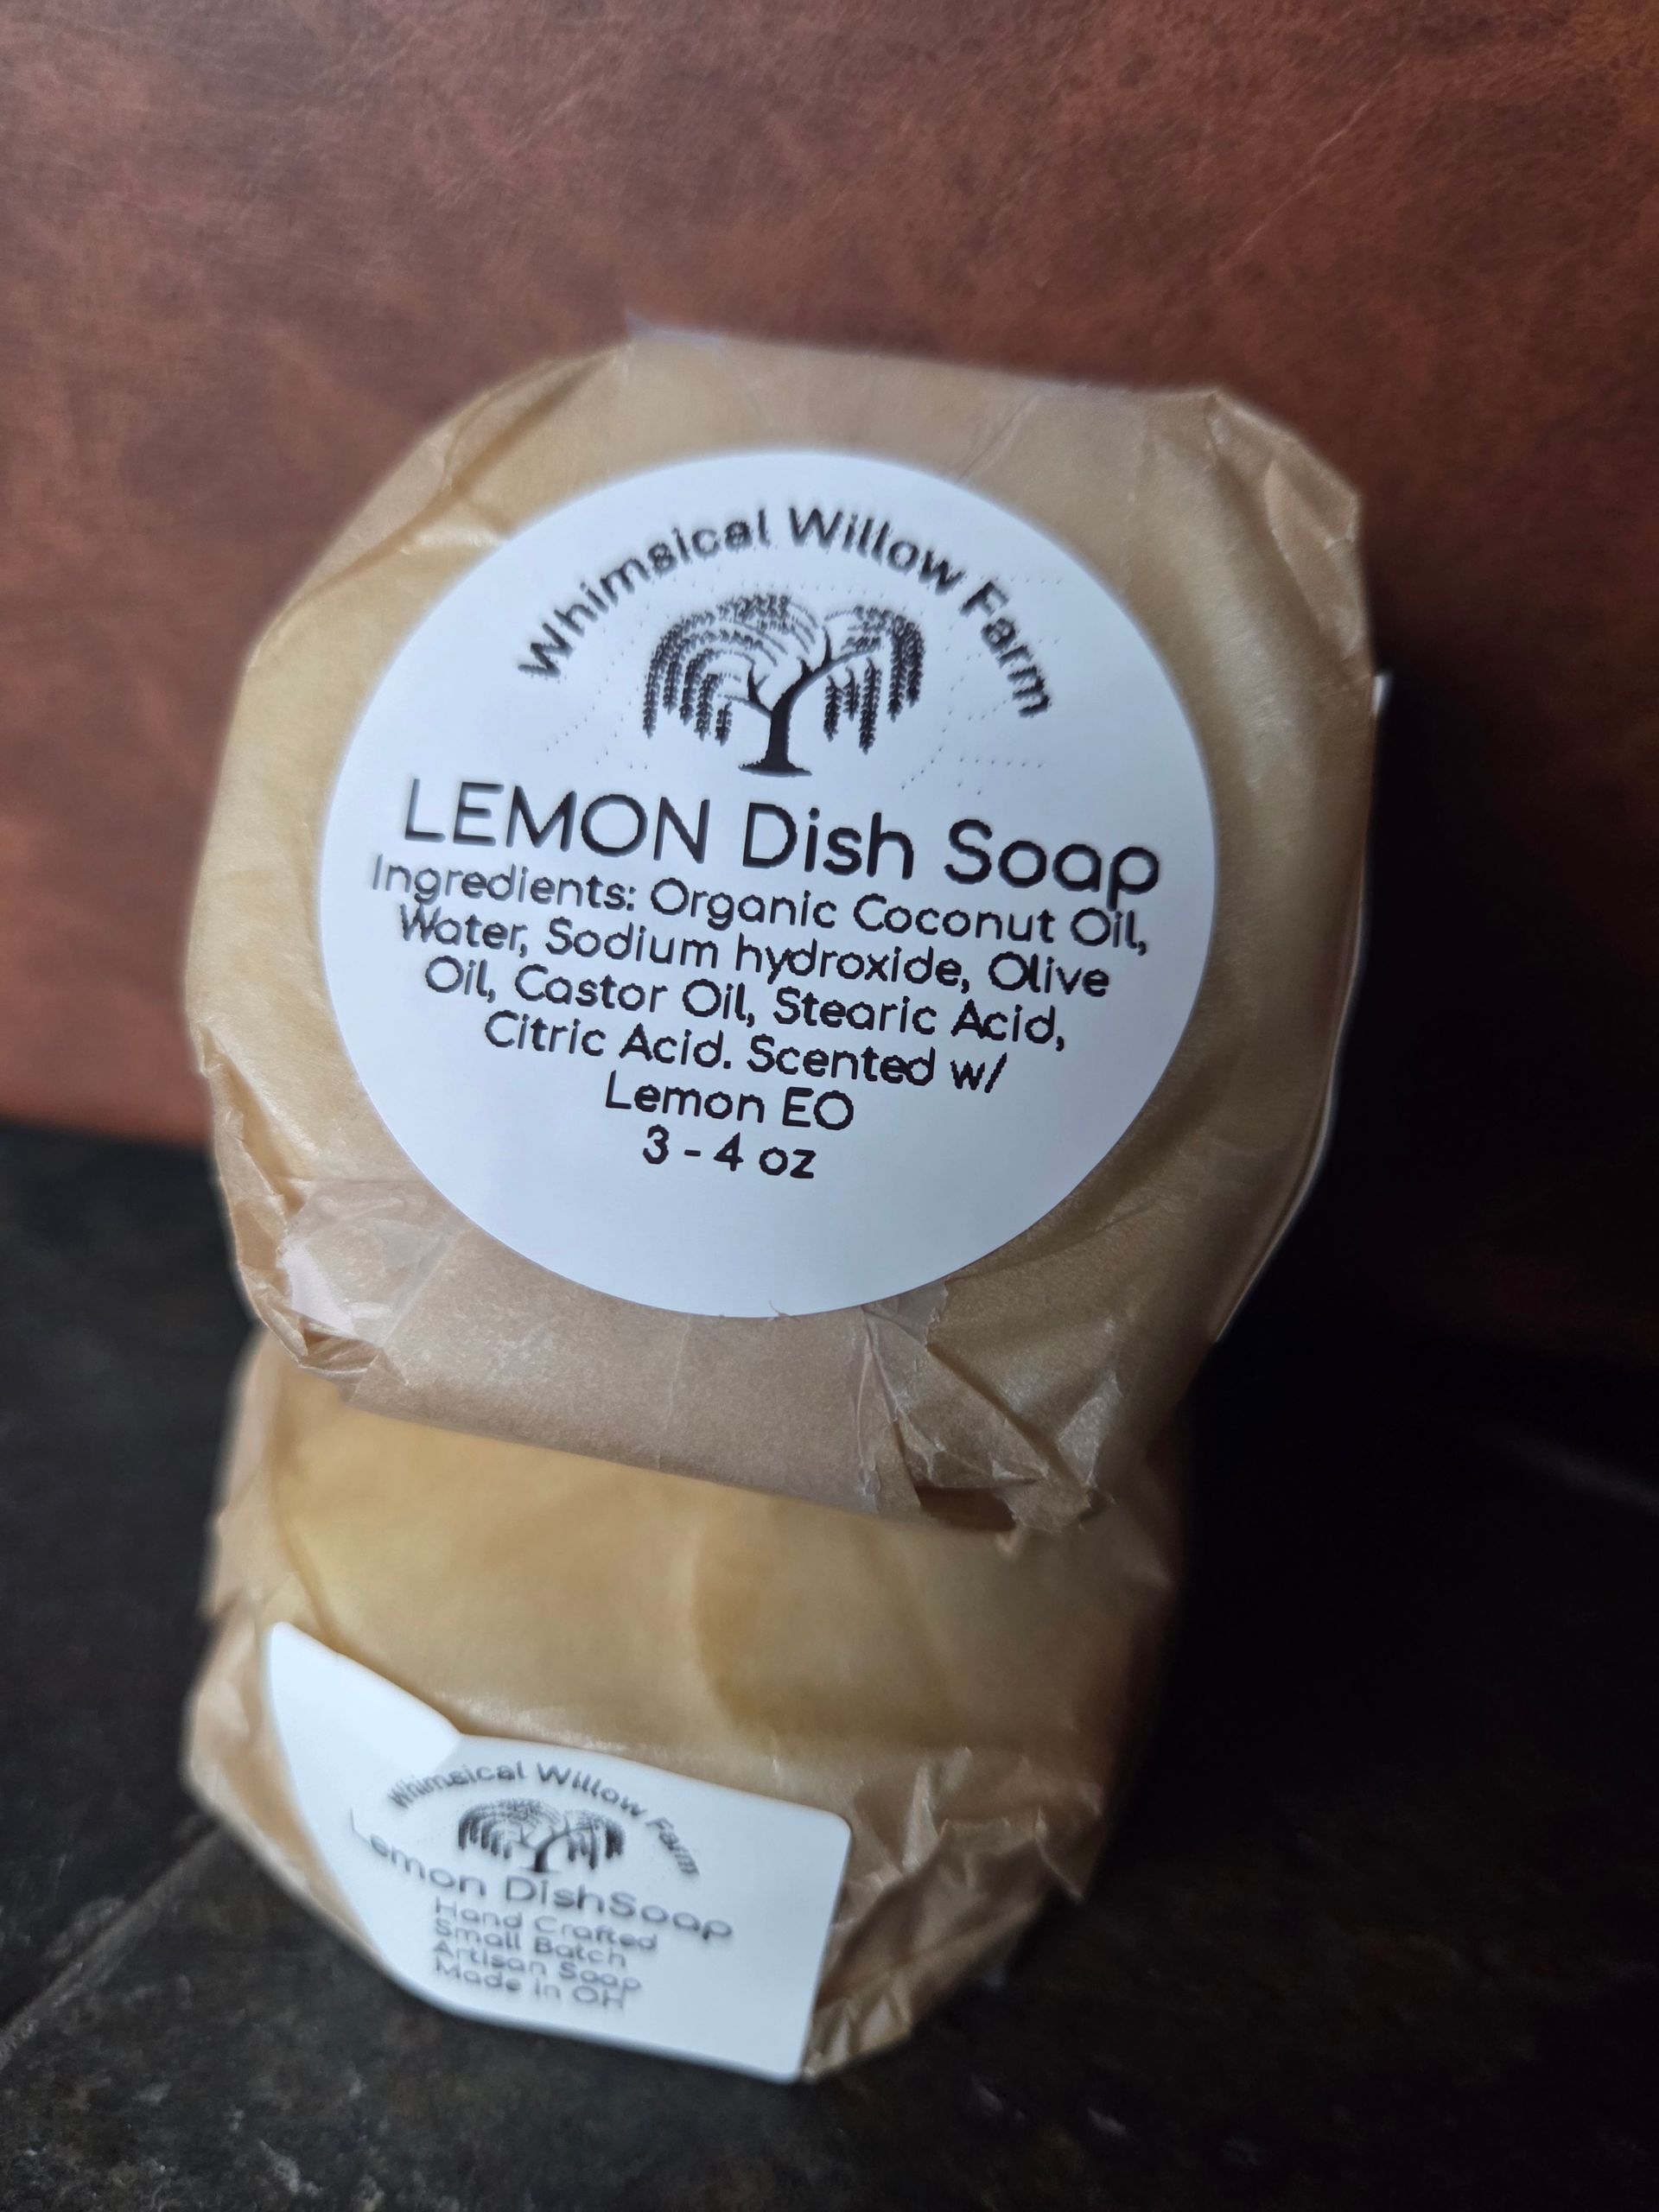 Whimsical Willow Farm
LEMON Dish Soap
Ingredients: Organic Coconut Oil,
Water, Sodium hydroxide, Olive
Oil, Castor Oil, Stearic Acid,
Citric Acid. Scented w/
Lemon EO
3 - 4 oz
Whimsical Willow Farm
Lemon DishSoap
Hand Crafted
Small Batch
Artisan Soap
Made in OH